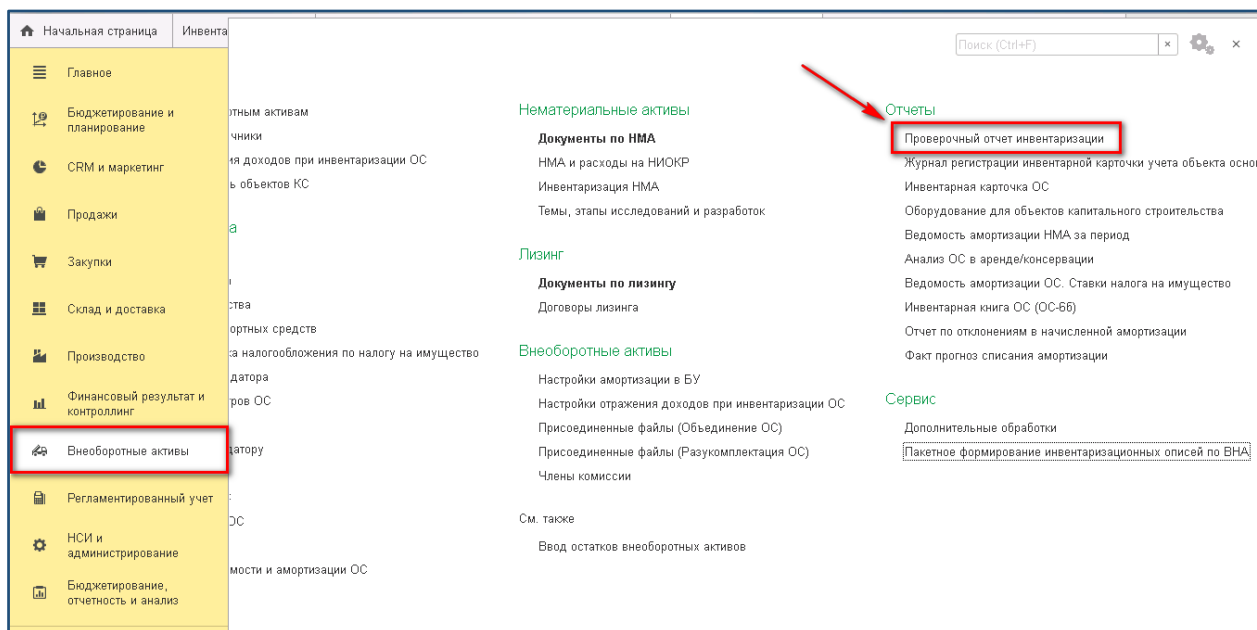 Начальная страница
Инвента
Поиск (Ctrl+F)
Главное
Бюджетирование и
планирование
CRM и маркетинг
Продажи
Закупки
Склад и доставка
Производство
Финансовый результат и
контроллинг
Внеоборотные активы
Регламентированный учет
НСИ и
администрирование
Бюджетирование,
отчетность и анализ
отным активам
чники
ия доходов при инвентаризации ОС
ь объектов КС
а
ства
ортных средств
ка налогообложения по налогу на имущество
датора
ров ОС
датору
ОС
мости и амортизации ОС
Нематериальные активы
Документы по НМА
НМА и расходы на НИОКР
Инвентаризация НМА
Темы, этапы исследований и разработок
Лизинг
Документы по лизингу
Договоры лизинга
Внеоборотные активы
Настройки амортизации в БУ
Настройки отражения доходов при инвентаризации ОС
Присоединенные файлы (Объединение ОС)
Присоединенные файлы (Разукомплектация ОС)
Члены комиссии
См. также
Ввод остатков внеоборотных активов
Отчеты
Проверочный отчет инвентаризации
Журнал регистрации инвентарной карточки учета объекта осно
Инвентарная карточка ОС
Оборудование для объектов капитального строительства
Ведомость амортизации НМА за период
Анализ ОС в аренде/консервации
Ведомость амортизации ОС. Ставки налога на имущество
Инвентарная книга ОС (ОС-6б)
Отчет по отклонениям в начисленной амортизации
Факт прогноз списания амортизации
Сервис
Дополнительные обработки
Пакетное формирование инвентаризационных описей по ВНА